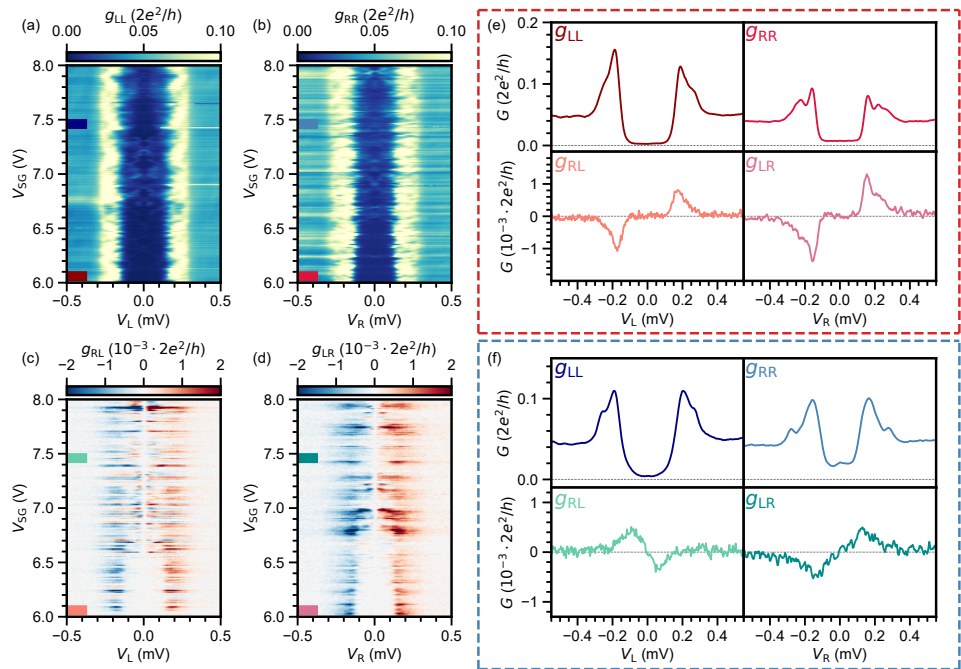 (a)
g_LL (2e²/h)
0.00 0.05 0.10
8.0
7.5
7.0
6.5
6.0
V_SG (V)
−0.5 0.0 0.5
V_L (mV)
(b)
g_RR (2e²/h)
0.00 0.05 0.10
8.0
7.5
7.0
6.5
6.0
−0.5 0.0 0.5
V_R (mV)
(c)
g_RL (10⁻³ · 2e²/h)
−2 −1 0 1 2
8.0
7.5
7.0
6.5
6.0
V_SG (V)
−0.5 0.0 0.5
V_L (mV)
(d)
g_LR (10⁻³ · 2e²/h)
−2 −1 0 1 2
8.0
7.5
7.0
6.5
6.0
V_SG (V)
−0.5 0.0 0.5
V_R (mV)
(e)
g_LL
g_RR
G (2e²/h)
0.2
0.1
0.0
g_RL
g_LR
G (10⁻³ · 2e²/h)
1
0
−1
−0.4 −0.2 0.0 0.2 0.4
V_L (mV)
−0.4 −0.2 0.0 0.2 0.4
V_R (mV)
(f)
g_LL
g_RR
G (2e²/h)
0.1
0.0
g_RL
g_LR
G (10⁻³ · 2e²/h)
1
0
−1
−0.4 −0.2 0.0 0.2 0.4
V_L (mV)
−0.4 −0.2 0.0 0.2 0.4
V_R (mV)